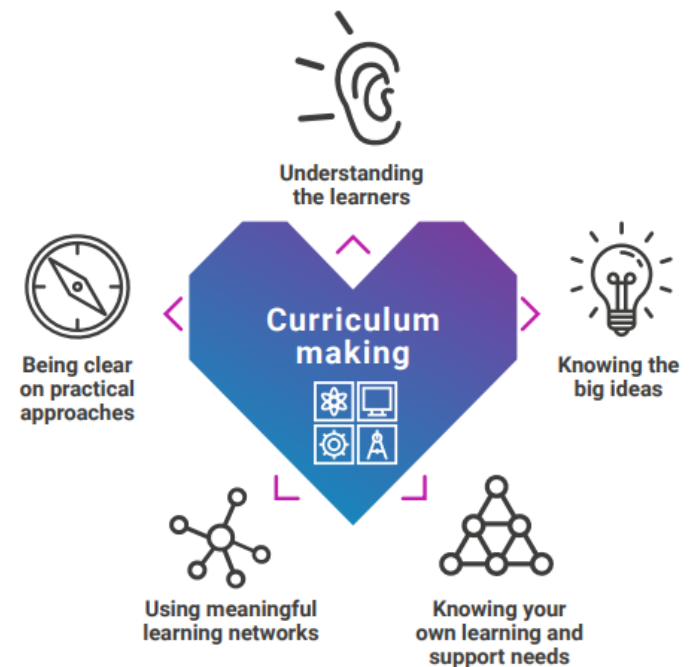 Understanding
the learners
Curriculum
making
Being clear
on practical
approaches
Knowing the
big ideas
Using meaningful
learning networks
Knowing your
own learning and
support needs